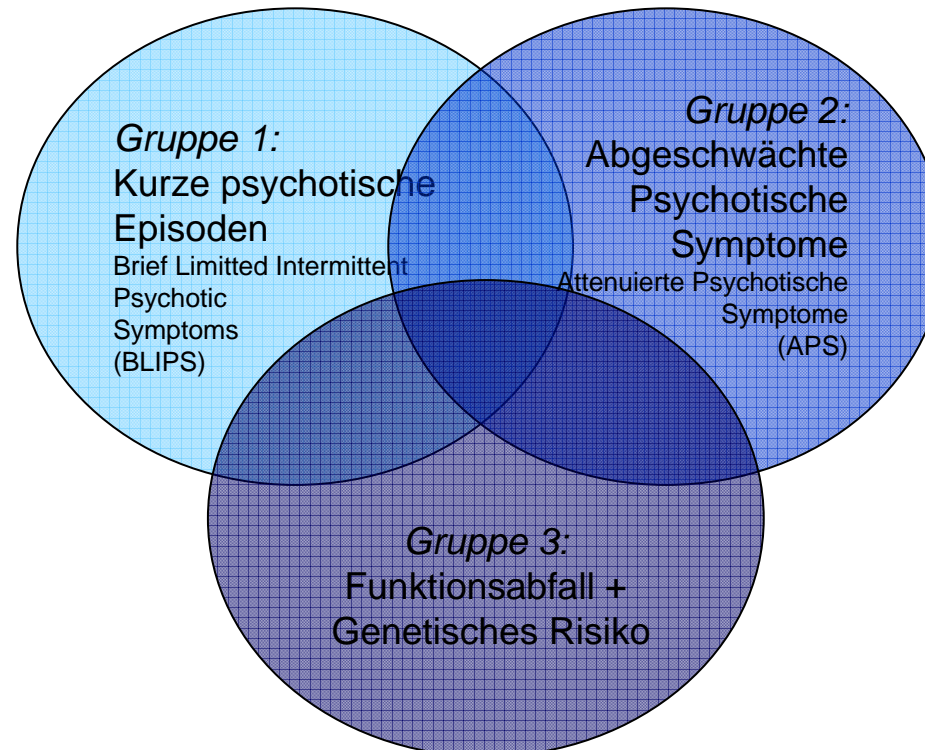 Gruppe 1:
Kurze psychotische
Episoden
Brief Limitted Intermittent
Psychotic
Symptoms
(BLIPS)
Gruppe 2:
Abgeschwächte
Psychotische
Symptome
Attenuierte Psychotische
Symptome
(APS)
Gruppe 3:
Funktionsabfall +
Genetisches Risiko